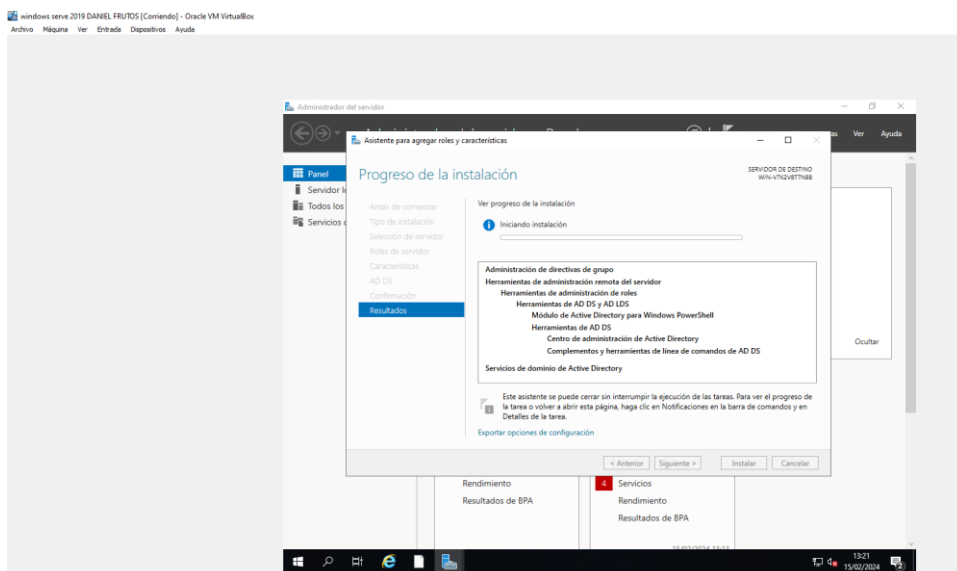 windows serve 2019 DANIEL FRUTOS [Corriendo] - Oracle VM VirtualBox
Archivo Máquina Ver Entrada Dispositivos Ayuda
Administrador del servidor
Ver Ayuda
Asistente para agregar roles y características
Progreso de la instalación
SERVIDOR DE DESTINO
Panel
Servidor
Todos los
Servicios
Antes de comenzar
Tipo de instalación
Selección de servidor
Roles de servidor
Características
AD DS
Confirmación
Resultados
Ver progreso de la instalación
Iniciando instalación
Administración de directivas de grupo
Herramientas de administración remota del servidor
Herramientas de administración de roles
Herramientas de AD DS y AD LDS
Módulo de Active Directory para Windows PowerShell
Herramientas de AD DS
Centro de administración de Active Directory
Complementos y herramientas de línea de comandos de AD DS
Servicios de dominio de Active Directory
Ocultar
Este asistente se puede cerrar sin interrumpir la ejecución de las tareas. Para ver el progreso de
la tarea o volver a abrir esta página, haga clic en Notificaciones en la barra de comandos y en
Detalles de la tarea.
Exportar opciones de configuración
< Anterior Siguiente > Instalar Cancelar
Rendimiento
Resultados de BPA
4 Servicios
Rendimiento
Resultados de BPA
13:21
15/02/2024